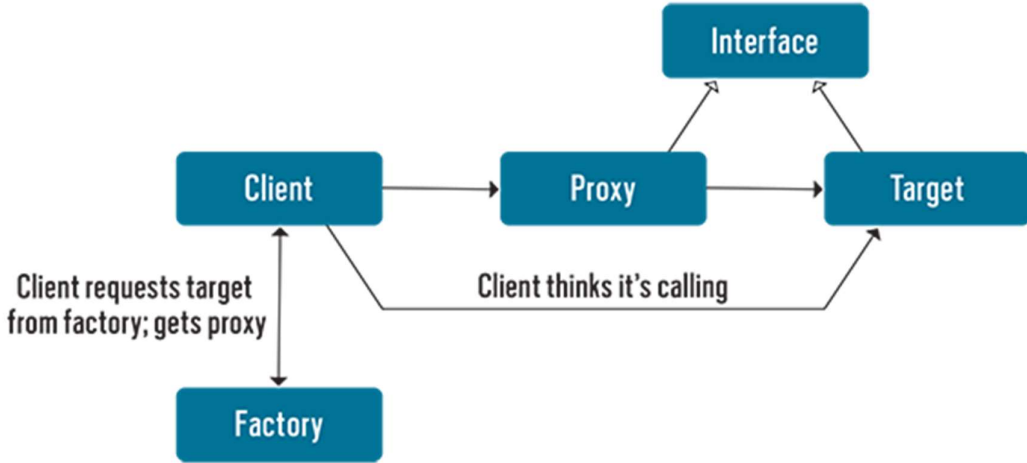 Interface
Client
Proxy
Target
Client requests target
from factory; gets proxy
Client thinks it's calling
Factory